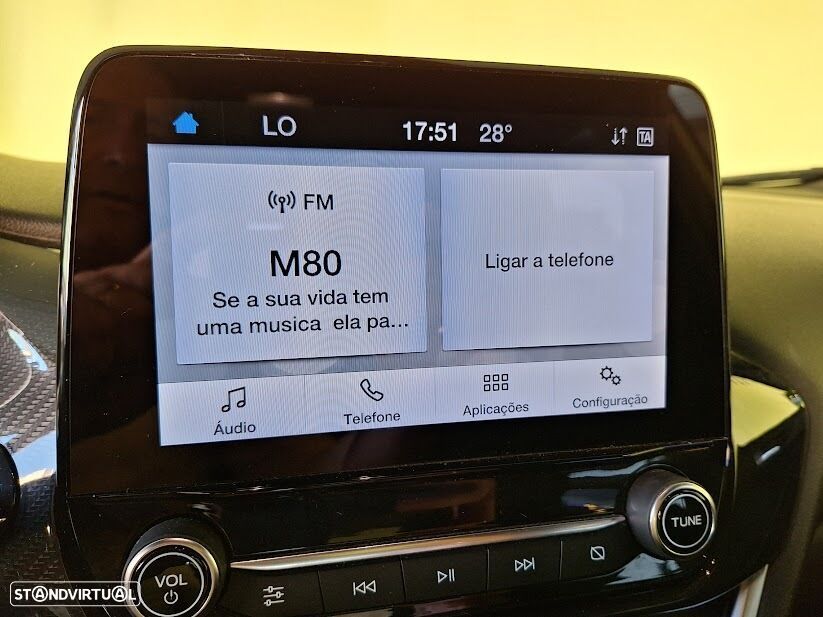 LO 17:51 28° TA
FM
M80
Se a sua vida tem
uma musica ela pa...
Ligar a telefone
Áudio Telefone Aplicações Configuração
VOL
TUNE
STANDVIRTUAL